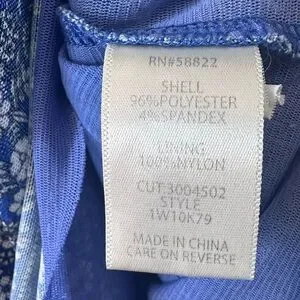 RN#58822
SHELL
96%POLYESTER
4%SPANDEX
LINING
100%NYLON
CUT 3004502
STYLE
1W10K79
MADE IN CHINA
CARE ON REVERSE